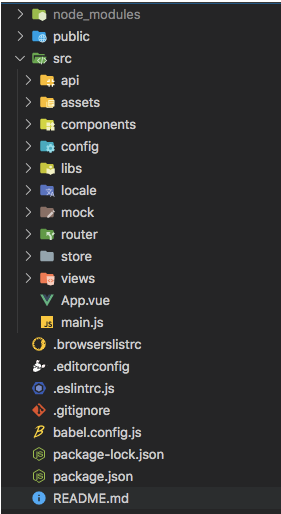 node_modules
public
src
api
assets
components
config
libs
locale
mock
router
store
views
App.vue
main.js
.browserslistrc
.editorconfig
.eslintrc.js
.gitignore
babel.config.js
package-lock.json
package.json
README.md